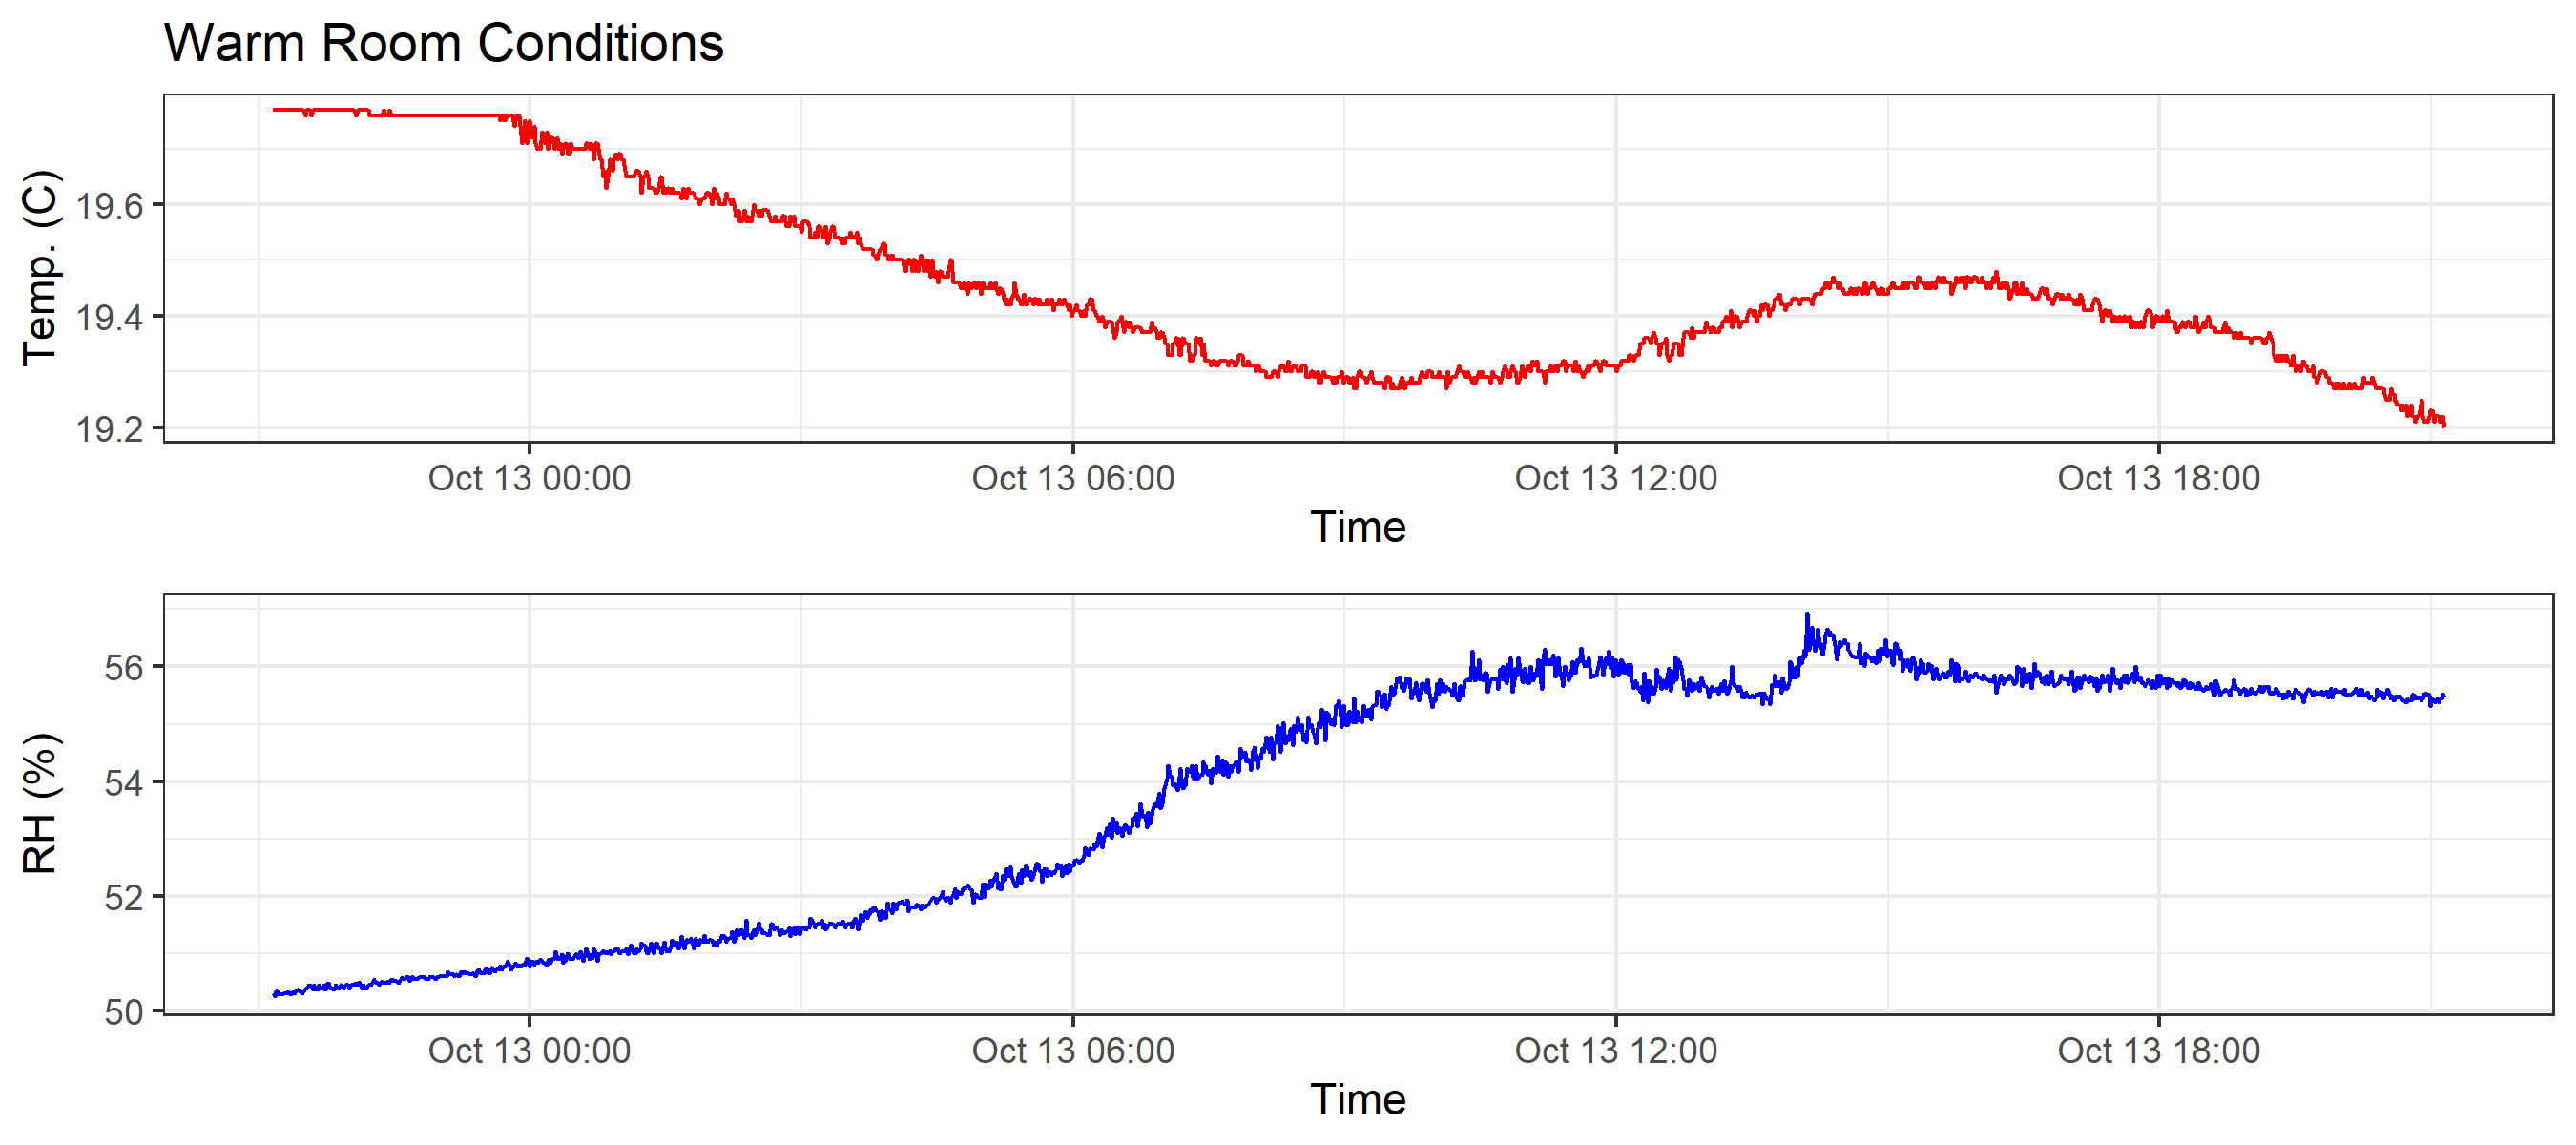 Warm Room Conditions
Temp. (C)
19.6
19.4
19.2
Oct 13 00:00 Oct 13 06:00 Oct 13 12:00 Oct 13 18:00
Time
RH (%)
56
54
52
50
Oct 13 00:00 Oct 13 06:00 Oct 13 12:00 Oct 13 18:00
Time